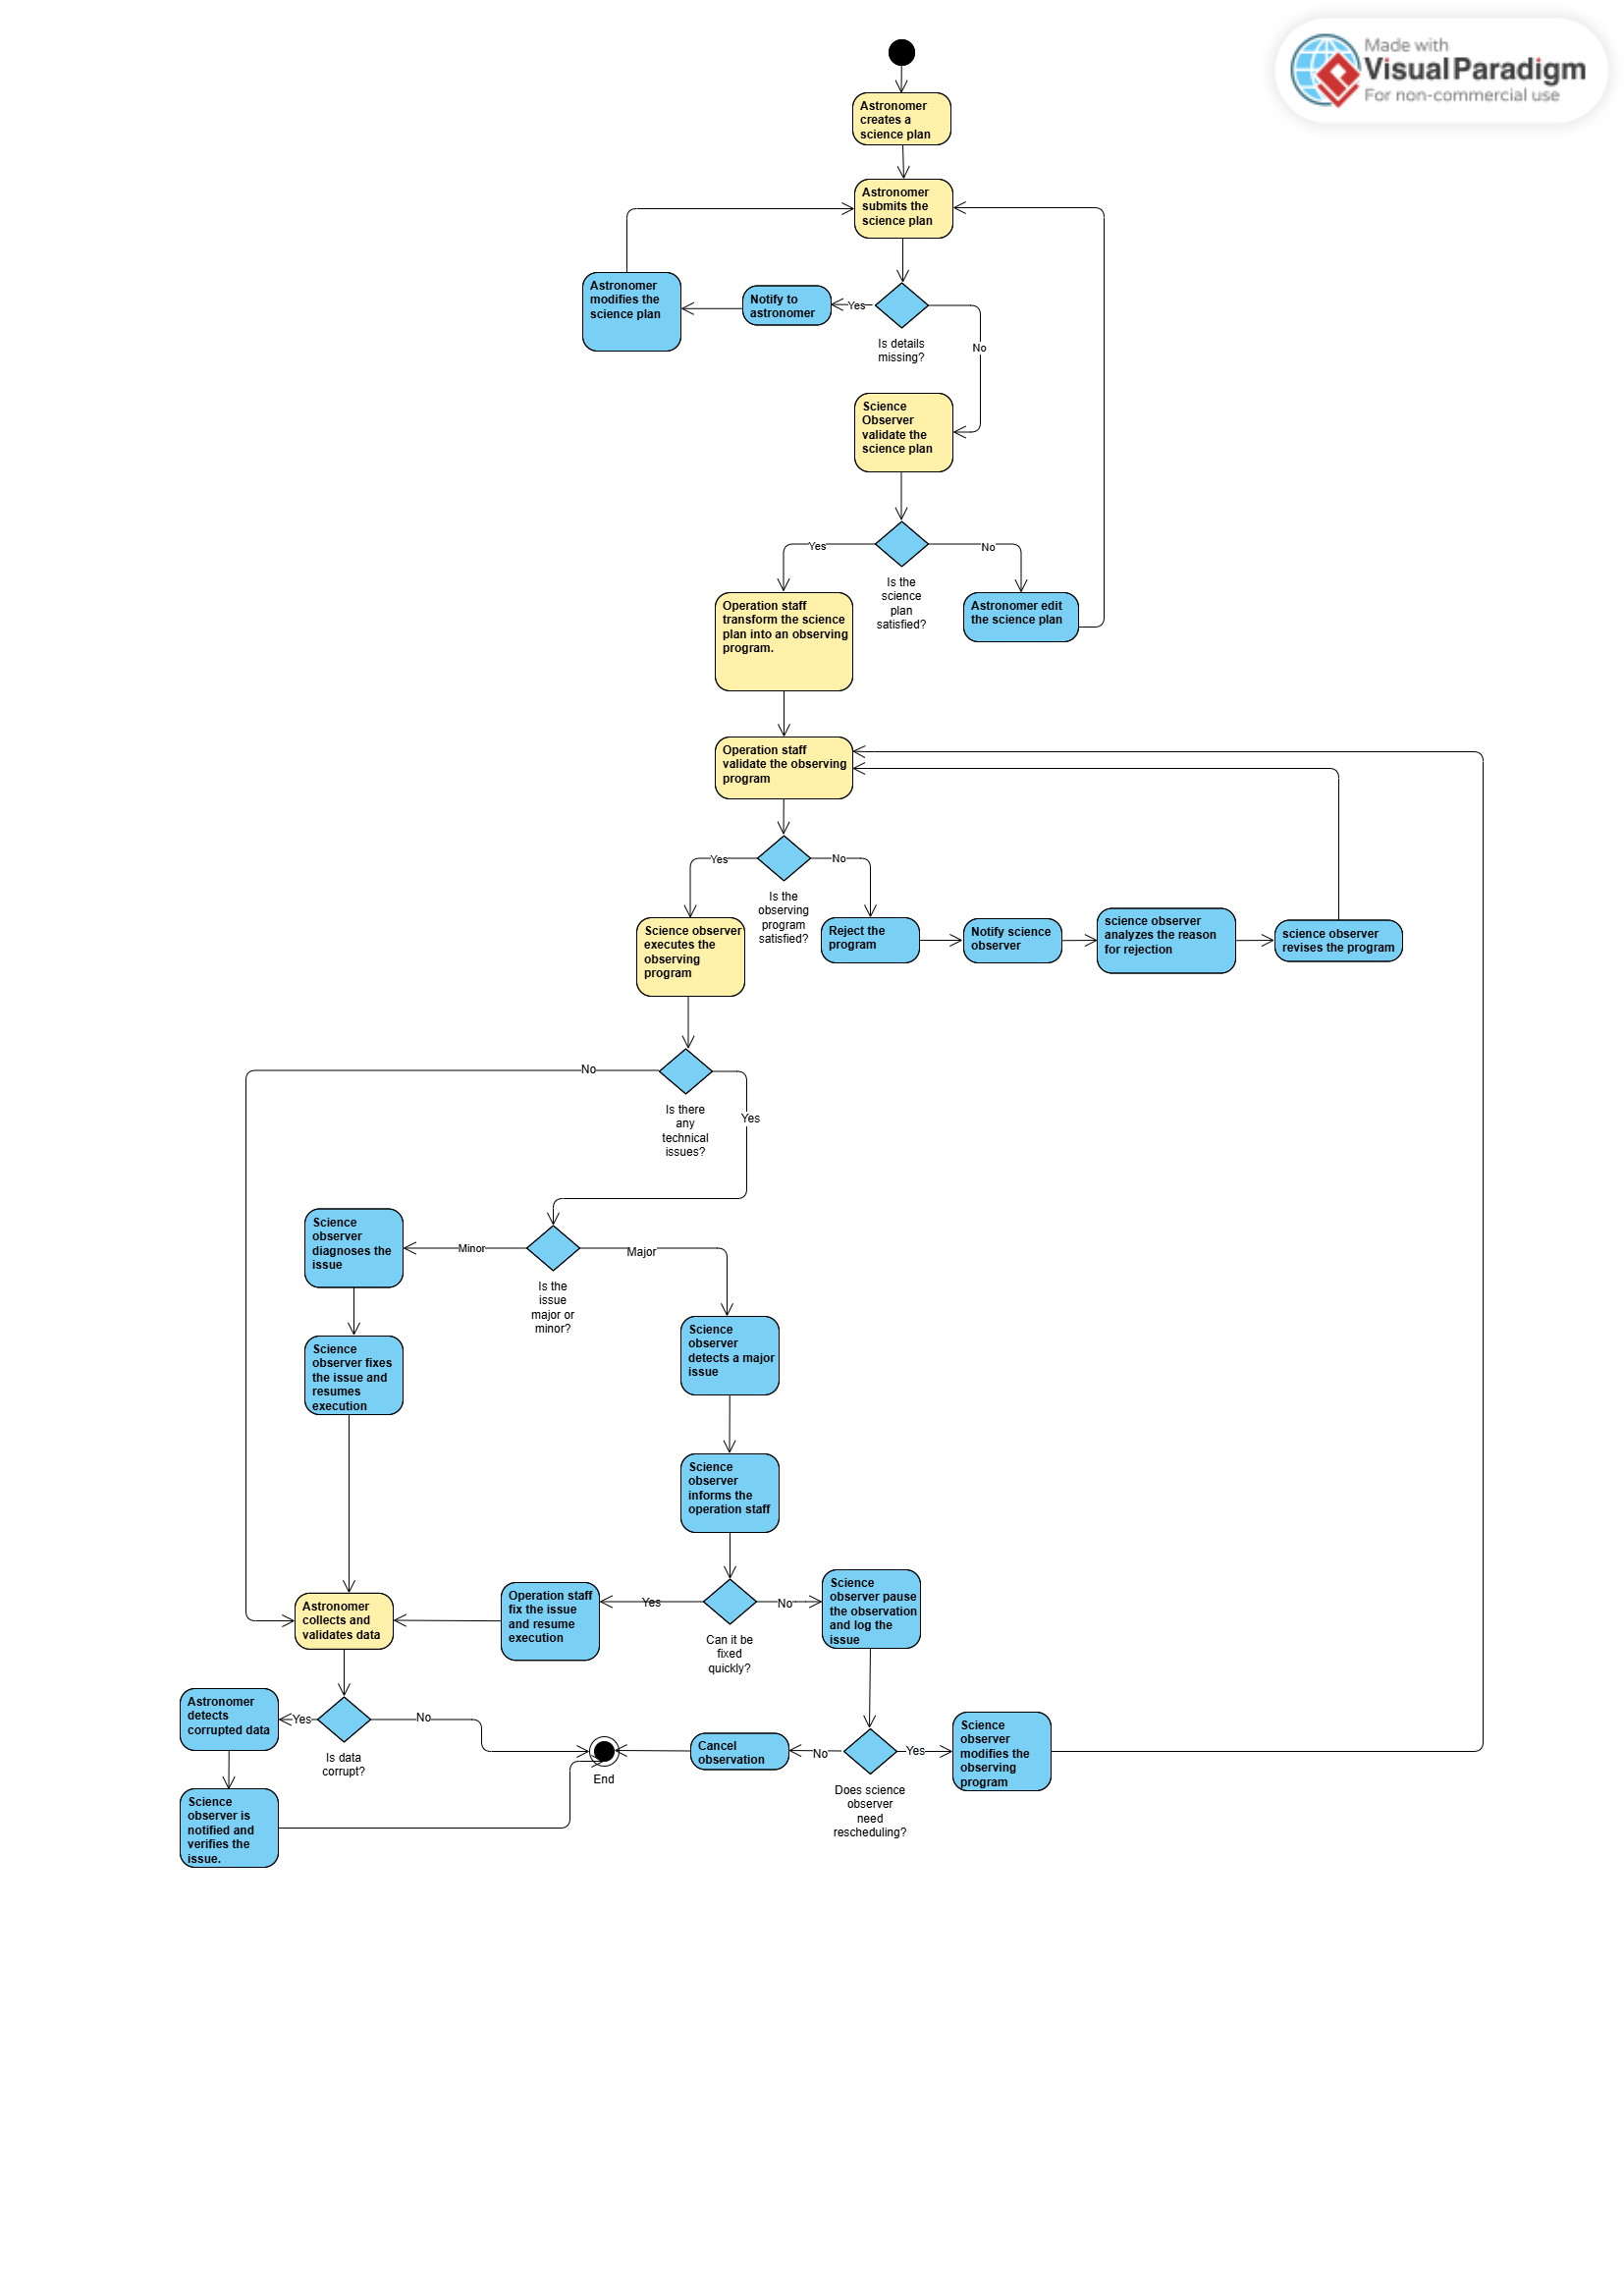 Made with
Visual Paradigm
For non-commercial use
Astronomer
creates a
science plan
Astronomer
submits the
science plan
Astronomer
modifies the
science plan
Notify to
astronomer
Yes
Is details
missing?
No
Science
Observer
validate the
science plan
Yes
No
Is the
science
plan
satisfied?
Operation staff
transform the science
plan into an observing
program.
Astronomer edit
the science plan
Operation staff
validate the observing
program
Yes
No
Is the
observing
program
satisfied?
Science observer
executes the
observing
program
Reject the
program
Notify science
observer
science observer
analyzes the reason
for rejection
science observer
revises the program
No
Is there
any
technical
issues?
Yes
Science
observer
diagnoses the
issue
Minor
Major
Is the
issue
major or
minor?
Science
observer fixes
the issue and
resumes
execution
Science
observer
detects a major
issue
Science
observer
informs the
operation staff
Astronomer
collects and
validates data
Operation staff
fix the issue
and resume
execution
Yes
No
Can it be
fixed
quickly?
Science
observer pause
the observation
and log the
issue
Astronomer
detects
corrupted data
Yes
No
Is data
corrupt?
End
Cancel
observation
No
Yes
Does science
observer
need
rescheduling?
Science
observer
modifies the
observing
program
Science
observer is
notified and
verifies the
issue.